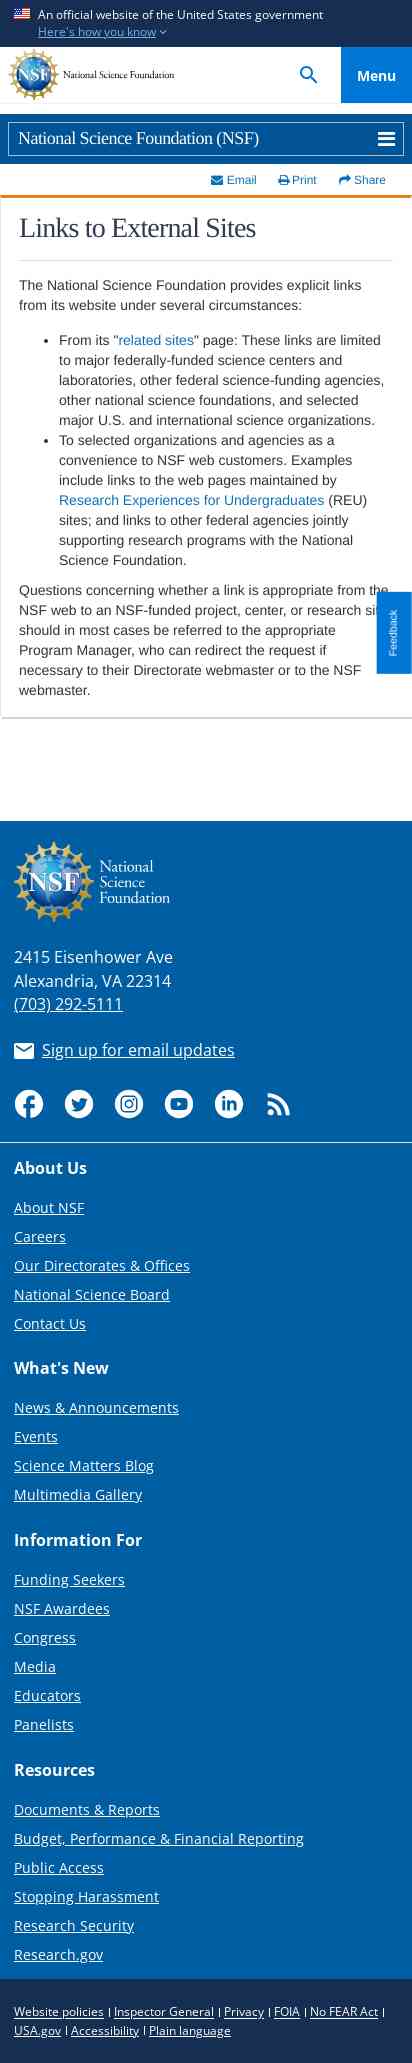 An official website of the United States government
Here's how you know
NSF National Science Foundation
Menu
National Science Foundation (NSF)
Email Print Share
Links to External Sites
The National Science Foundation provides explicit links
from its website under several circumstances:
From its "related sites" page: These links are limited
to major federally-funded science centers and
laboratories, other federal science-funding agencies,
other national science foundations, and selected
major U.S. and international science organizations.
To selected organizations and agencies as a
convenience to NSF web customers. Examples
include links to the web pages maintained by
Research Experiences for Undergraduates (REU)
sites; and links to other federal agencies jointly
supporting research programs with the National
Science Foundation.
Questions concerning whether a link is appropriate from the
NSF web to an NSF-funded project, center, or research
should in most cases be referred to the appropriate
Program Manager, who can redirect the request if
necessary to their Directorate webmaster or to the NSF
webmaster.
Feedback
NSF
National
Science
Foundation
2415 Eisenhower Ave
Alexandria, VA 22314
(703) 292-5111
Sign up for email updates
About Us
About NSF
Careers
Our Directorates & Offices
National Science Board
Contact Us
What's New
News & Announcements
Events
Science Matters Blog
Multimedia Gallery
Information For
Funding Seekers
NSF Awardees
Congress
Media
Educators
Panelists
Resources
Documents & Reports
Budget, Performance & Financial Reporting
Public Access
Stopping Harassment
Research Security
Research.gov
Website policies | Inspector General | Privacy | FOIA | No FEAR Act |
USA.gov | Accessibility | Plain language